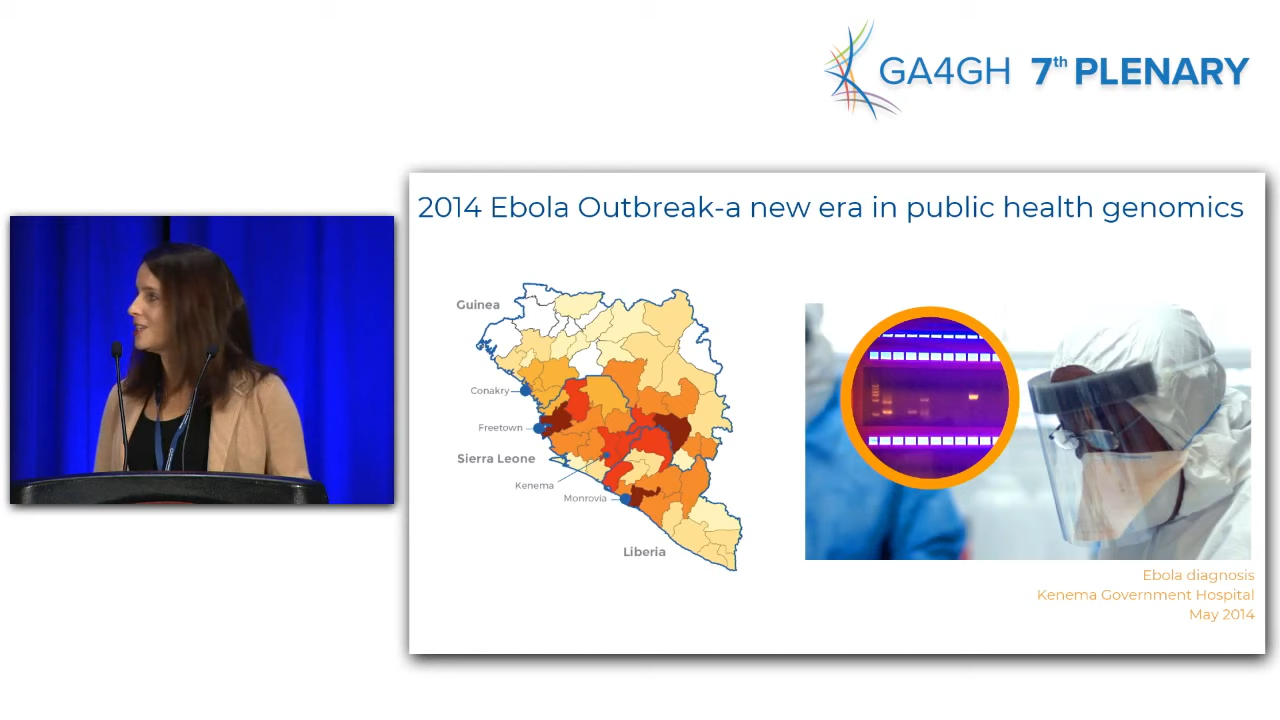 GA4GH 7th PLENARY
2014 Ebola Outbreak-a new era in public health genomics
Guinea
Conakry
Freetown
Sierra Leone
Kenema
Monrovia
Liberia
Ebola diagnosis
Kenema Government Hospital
May 2014